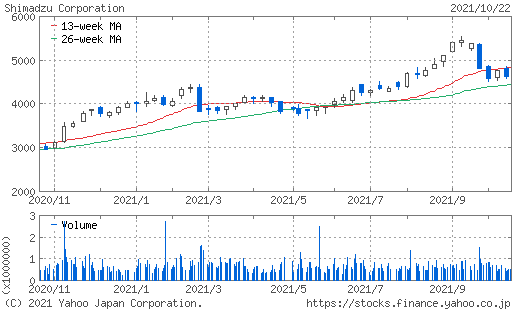 Shimadzu Corporation 2021/10/22
6000
13-week MA
26-week MA
5000
4000
3000
2000
2020/11 2021/1 2021/3 2021/5 2021/7 2021/9
3
Volume
2
1
0
(x1000000)
2020/11 2021/1 2021/3 2021/5 2021/7 2021/9
(C) 2021 Yahoo Japan Corporation. https://stocks.finance.yahoo.co.jp/